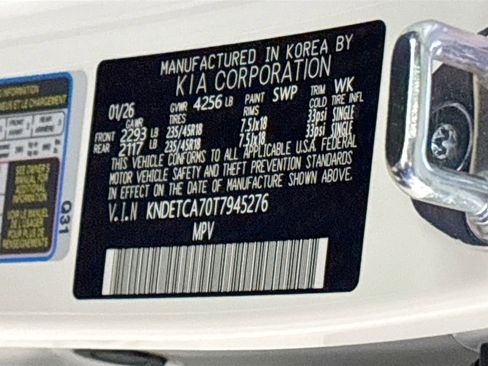 MANUFACTURED IN KOREA BY
KIA CORPORATION
01/26 GVWR 4256 LB PAINT SWP TRIM WK
GAWR TIRES RIMS COLD TIRE INFL
FRONT 2293 LB 235/45R18 7.5Jx18 33psi SINGLE
REAR 2117 LB 235/45R18 7.5Jx18 33psi SINGLE
THIS VEHICLE CONFORMS TO ALL APPLICABLE U.S.A. FEDERAL
MOTOR VEHICLE SAFETY AND THEFT PREVENTION STANDARDS
IN EFFECT ON THE DATE OF MANUFACTURE SHOWN ABOVE.
V.I.N KNDETCA70T7945276
MPV
INFORMATION
SEE OWNER'S
Q31